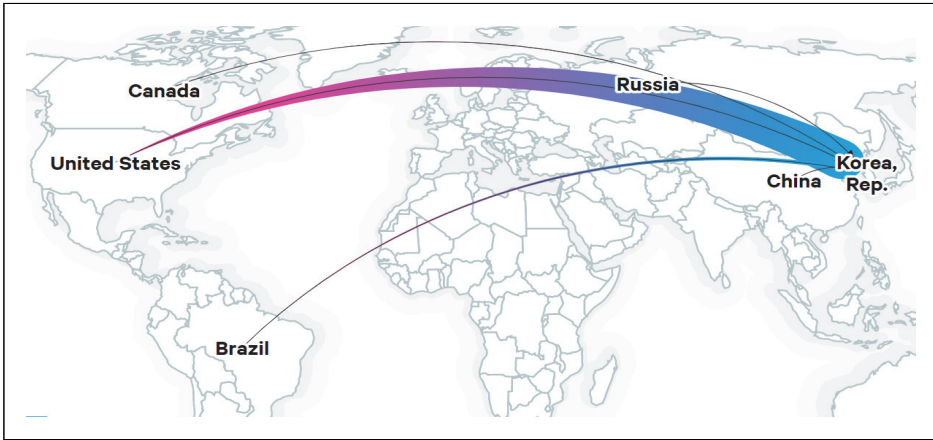 Canada
Russia
United States
Korea,
Rep.
China
Brazil